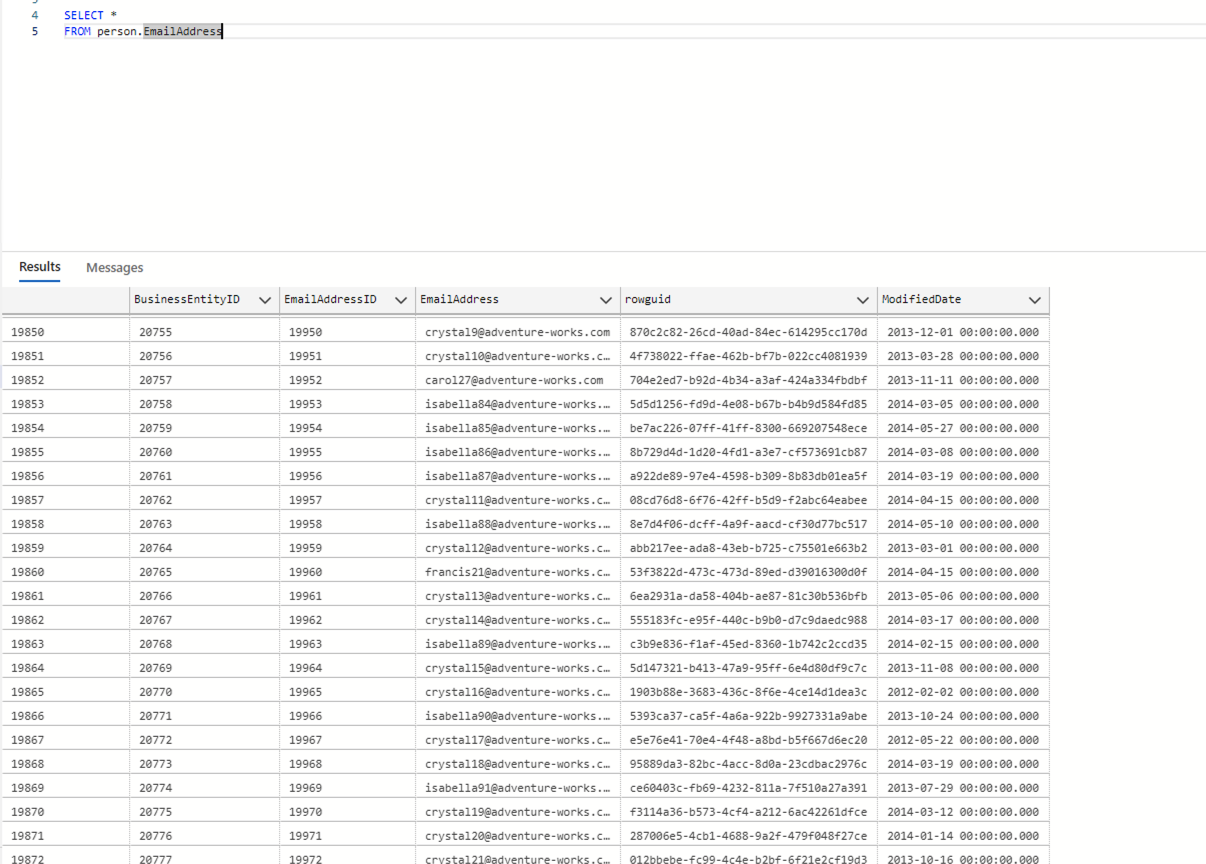 4 SELECT *
5 FROM person.EmailAddress
Results Messages
BusinessEntityID EmailAddressID EmailAddress rowguid ModifiedDate
19850 20755 19950 crystal9@adventure-works.com 870c2c82-26cd-40ad-84ec-614295cc170d 2013-12-01 00:00:00.000
19851 20756 19951 crystal10@adventure-works.c… 4f738022-ffae-462b-bf7b-022cc4081939 2013-03-28 00:00:00.000
19852 20757 19952 carol27@adventure-works.com 704e2ed7-b92d-4b34-a3af-424a334fbdbf 2013-11-11 00:00:00.000
19853 20758 19953 isabella84@adventure-works.… 5d5d1256-fd9d-4e08-b67b-b4b9d584fd85 2014-03-05 00:00:00.000
19854 20759 19954 isabella85@adventure-works.… be7ac226-07ff-41ff-8300-669207548ece 2014-05-27 00:00:00.000
19855 20760 19955 isabella86@adventure-works.… 8b729d4d-1d20-4fd1-a3e7-cf573691cb87 2014-03-08 00:00:00.000
19856 20761 19956 isabella87@adventure-works.… a922de89-97e4-4598-b309-8b83db01ea5f 2014-03-19 00:00:00.000
19857 20762 19957 crystal11@adventure-works.c… 08cd76d8-6f76-42ff-b5d9-f2abc64eabee 2014-04-15 00:00:00.000
19858 20763 19958 isabella88@adventure-works.… 8e7d4f06-dcff-4a9f-aacd-cf30d77bc517 2014-05-10 00:00:00.000
19859 20764 19959 crystal12@adventure-works.c… abb217ee-ada8-43eb-b725-c75501e663b2 2013-03-01 00:00:00.000
19860 20765 19960 francis21@adventure-works.c… 53f3822d-473c-473d-89ed-d39016300d0f 2014-04-15 00:00:00.000
19861 20766 19961 crystal13@adventure-works.c… 6ea2931a-da58-404b-ae87-81c30b536bfb 2013-05-06 00:00:00.000
19862 20767 19962 crystal14@adventure-works.c… 555183fc-e95f-440c-b9b0-d7c9daedc988 2014-03-17 00:00:00.000
19863 20768 19963 isabella89@adventure-works.… c3b9e836-f1af-45ed-8360-1b742c2ccd35 2014-02-15 00:00:00.000
19864 20769 19964 crystal15@adventure-works.c… 5d147321-b413-47a9-95ff-6e4d80df9c7c 2013-11-08 00:00:00.000
19865 20770 19965 crystal16@adventure-works.c… 1903b88e-3683-436c-8f6e-4ce14d1dea3c 2012-02-02 00:00:00.000
19866 20771 19966 isabella90@adventure-works.… 5393ca37-ca5f-4a6a-922b-9927331a9abe 2013-10-24 00:00:00.000
19867 20772 19967 crystal17@adventure-works.c… e5e76e41-70e4-4f48-a8bd-b5f667d6ec20 2012-05-22 00:00:00.000
19868 20773 19968 crystal18@adventure-works.c… 95889da3-82bc-4acc-8d0a-23cdbac2976c 2014-03-19 00:00:00.000
19869 20774 19969 isabella91@adventure-works.… ce60403c-fb69-4232-811a-7f510a27a391 2013-07-29 00:00:00.000
19870 20775 19970 crystal19@adventure-works.c… f3114a36-b573-4cf4-a212-6ac42261dfce 2014-03-12 00:00:00.000
19871 20776 19971 crystal20@adventure-works.c… 287006e5-4cb1-4688-9a2f-479f048f27ce 2014-01-14 00:00:00.000
19872 20777 19972 crystal21@adventure-works.c… 012bbebe-fc99-4c4e-b2bf-6f21e2cf19d3 2013-10-16 00:00:00.000